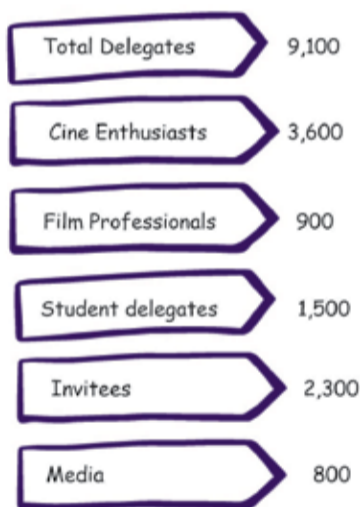 Total Delegates 9,100
Cine Enthusiasts 3,600
Film Professionals 900
Student delegates 1,500
Invitees 2,300
Media 800